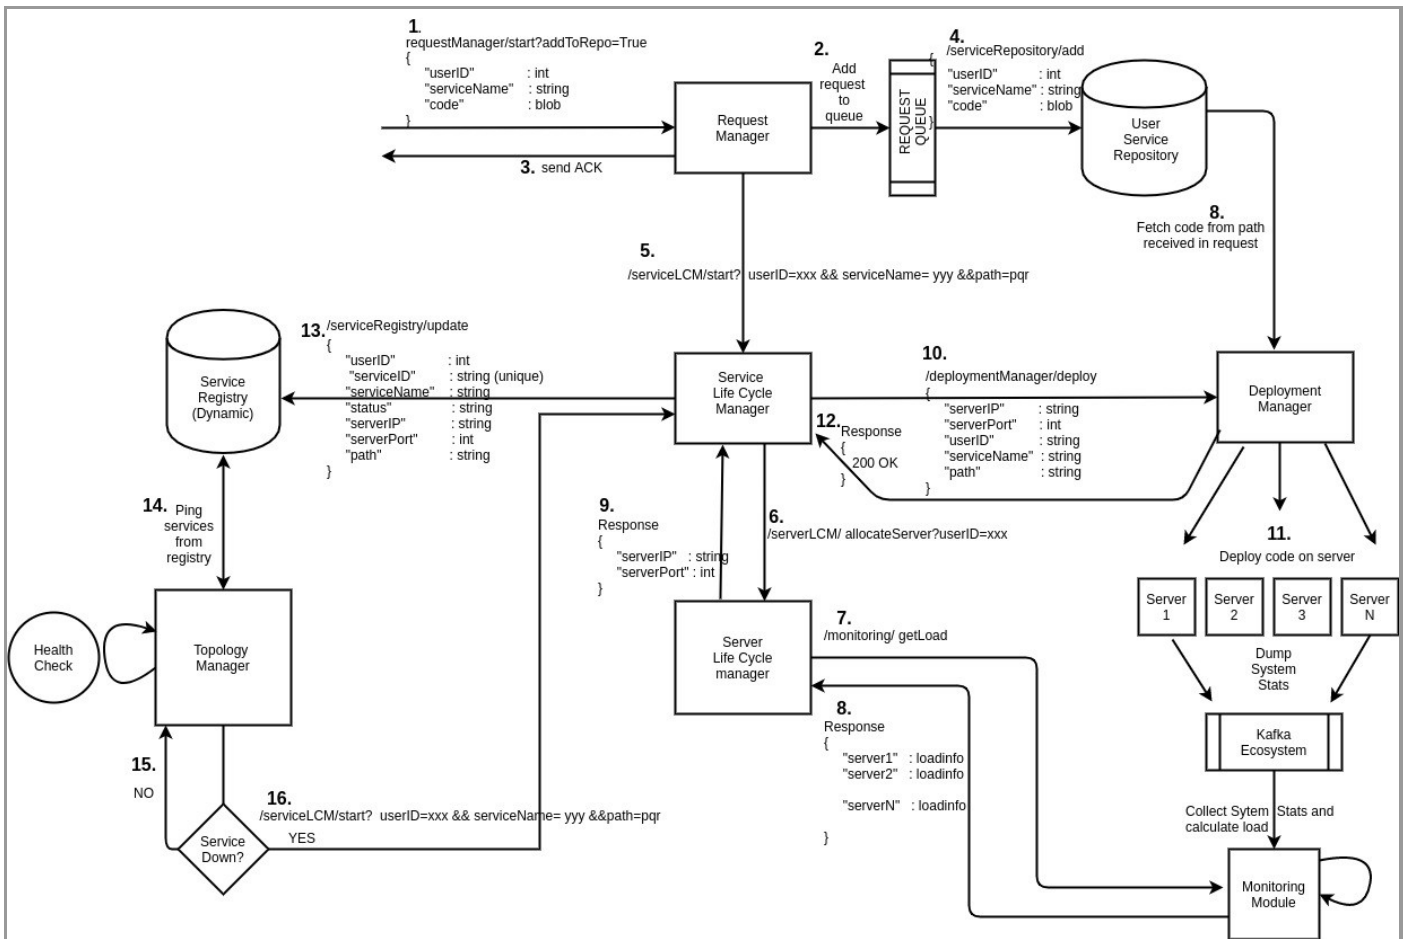 1.
requestManager/start?addToRepo=True
{
"userID" : int
"serviceName" : string
"code" : blob
}
3. send ACK
Request
Manager
2.
Add
request
to
queue
REQUEST
QUEUE
4.
/serviceRepository/add
{
"userID" : int
"serviceName" : string
"code" : blob
}
User
Service
Repository
8.
Fetch code from path
received in request
5.
/serviceLCM/start? userID=xxx && serviceName= yyy &&path=pqr
Service
Registry
(Dynamic)
13. /serviceRegistry/update
{
"userID" : int
"serviceID" : string (unique)
"serviceName" : string
"status" : string
"serverIP" : string
"serverPort" : int
"path" : string
}
Service
Life Cycle
Manager
10.
/deploymentManager/deploy
{
"serverIP" : string
"serverPort" : int
"userID" : string
"serviceName" : string
"path" : string
}
12. Response
{
200 OK
}
Deployment
Manager
14. Ping
services
from
registry
9.
Response
{
"serverIP" : string
"serverPort" : int
}
6.
/serverLCM/ allocateServer?userID=xxx
11.
Deploy code on server
Server
1
Server
2
Server
3
Server
N
Health
Check
Topology
Manager
Server
Life Cycle
manager
7.
/monitoring/ getLoad
8.
Response
{
"server1" : loadinfo
"server2" : loadinfo
"serverN" : loadinfo
}
Dump
System
Stats
Kafka
Ecosystem
Collect Sytem Stats and
calculate load
Monitoring
Module
15.
NO
16.
/serviceLCM/start? userID=xxx && serviceName= yyy &&path=pqr
YES
Service
Down?